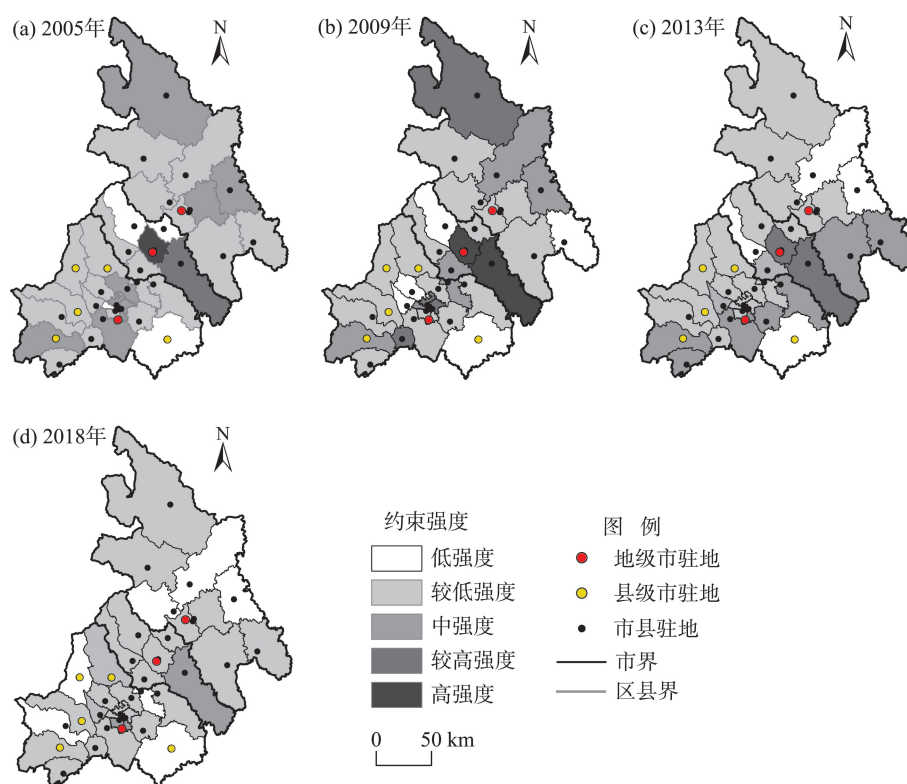 (a) 2005年
N
(b) 2009年
N
(c) 2013年
N
(d) 2018年
N
约束强度
低强度
较低强度
中强度
较高强度
高强度
0 50 km
图 例
地级市驻地
县级市驻地
市县驻地
市界
区县界